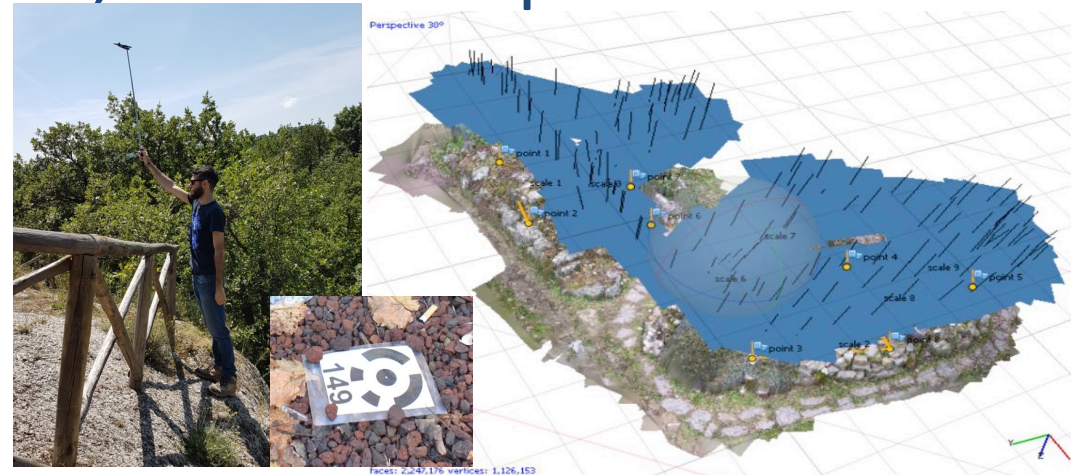 Perspective 30°
point 1
scale 1
scale 3
point
point 2
point 6
scale 7
point 4
scale 6
scale 9
point 5
scale 8
point 3
scale 2
149
Y
Z
faces: 2,247,176 vertices: 1,126,153